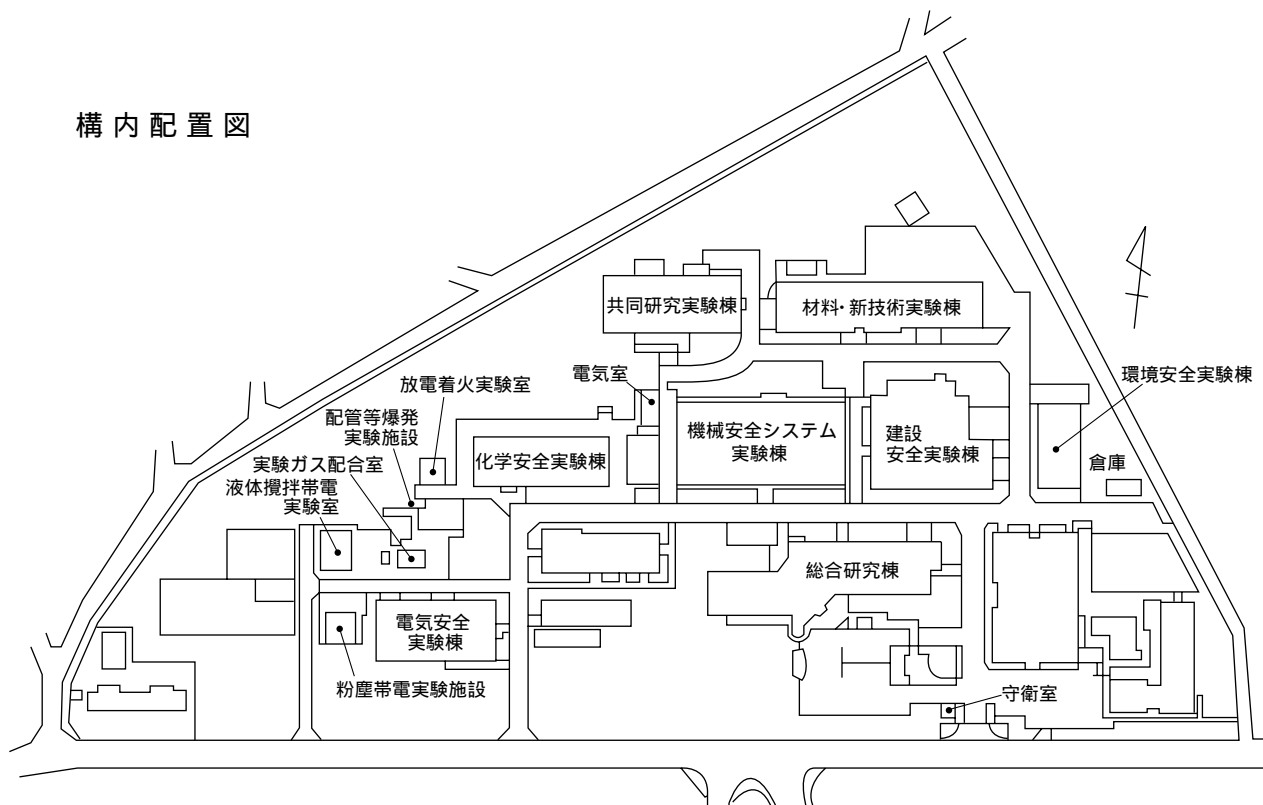 構内配置図
共同研究実験棟
材料・新技術実験棟
電気室
環境安全実験棟
放電着火実験室
配管等爆発
実験施設
機械安全システム
実験棟
建設
安全実験棟
化学安全実験棟
倉庫
実験ガス配合室
液体攪拌帯電
実験室
総合研究棟
電気安全
実験棟
粉塵帯電実験施設
守衛室